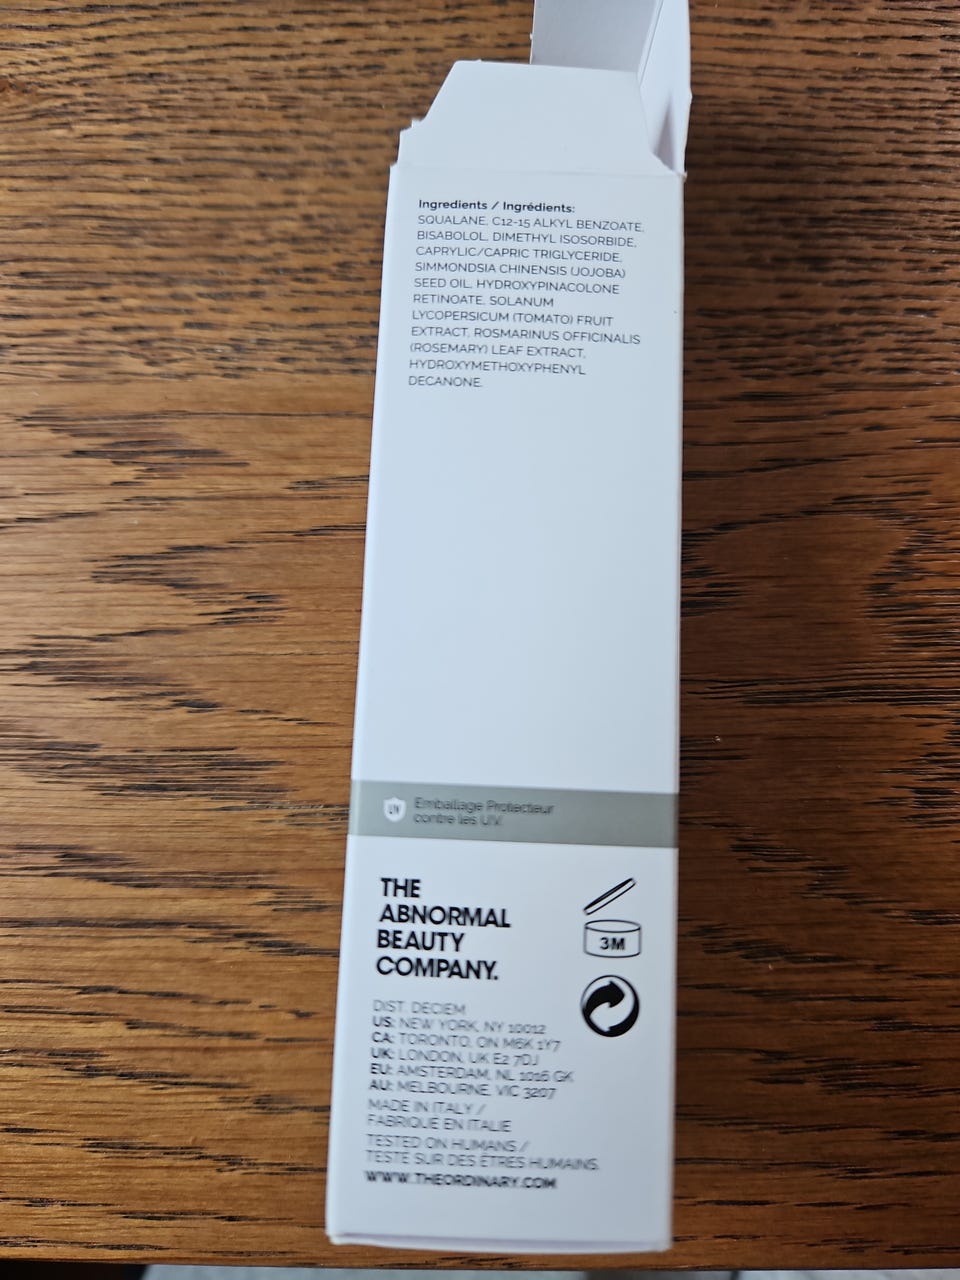 Ingredients / Ingrédients:
SQUALANE, C12-15 ALKYL BENZOATE,
BISABOLOL, DIMETHYL ISOSORBIDE,
CAPRYLIC/CAPRIC TRIGLYCERIDE,
SIMMONDSIA CHINENSIS (JOJOBA)
SEED OIL, HYDROXYPINACOLONE
RETINOATE, SOLANUM
LYCOPERSICUM (TOMATO) FRUIT
EXTRACT, ROSMARINUS OFFICINALIS
(ROSEMARY) LEAF EXTRACT,
HYDROXYMETHOXYPHENYL
DECANONE.
UV
Emballage Protecteur
contre les UV.
THE
ABNORMAL
BEAUTY
COMPANY.
3M
DIST. DECIEM
US: NEW YORK, NY 10012
CA: TORONTO, ON M6K 1Y7
UK: LONDON, UK E2 7DJ
EU: AMSTERDAM, NL 1016 GK
AU: MELBOURNE, VIC 3207
MADE IN ITALY /
FABRIQUÉ EN ITALIE
TESTED ON HUMANS /
TESTÉ SUR DES ÊTRES HUMAINS.
WWW.THEORDINARY.COM